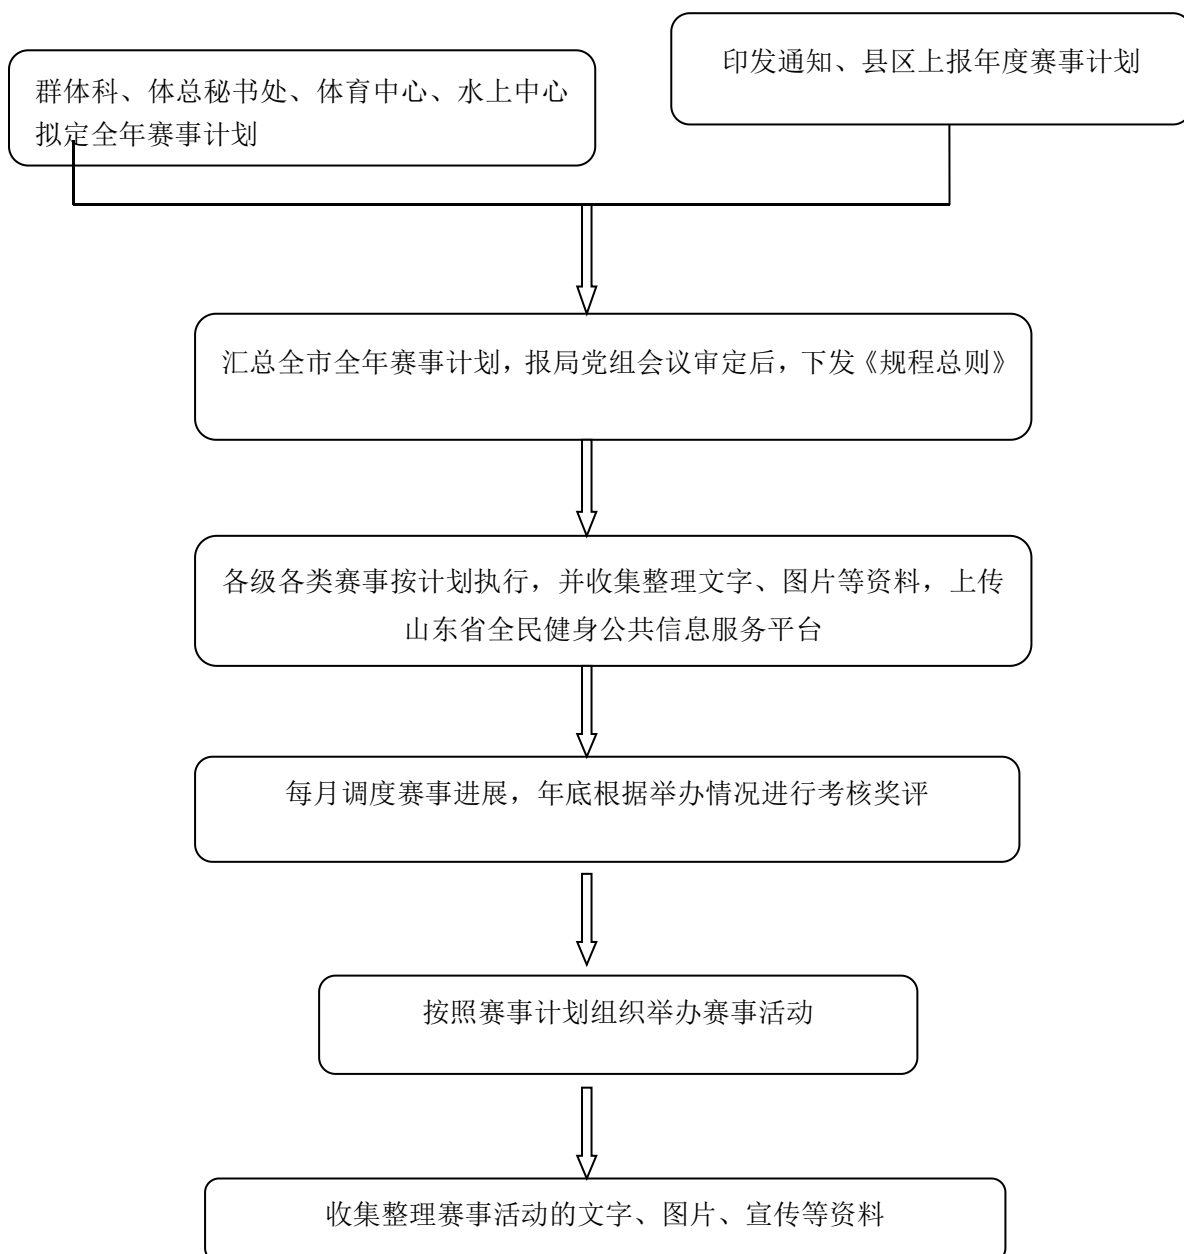 群体科、体总秘书处、体育中心、水上中心
拟定全年赛事计划
印发通知、县区上报年度赛事计划
汇总全市全年赛事计划，报局党组会议审定后，下发《规程总则》
各级各类赛事按计划执行，并收集整理文字、图片等资料，上传
山东省全民健身公共信息服务平台
每月调度赛事进展，年底根据举办情况进行考核奖评
按照赛事计划组织举办赛事活动
收集整理赛事活动的文字、图片、宣传等资料